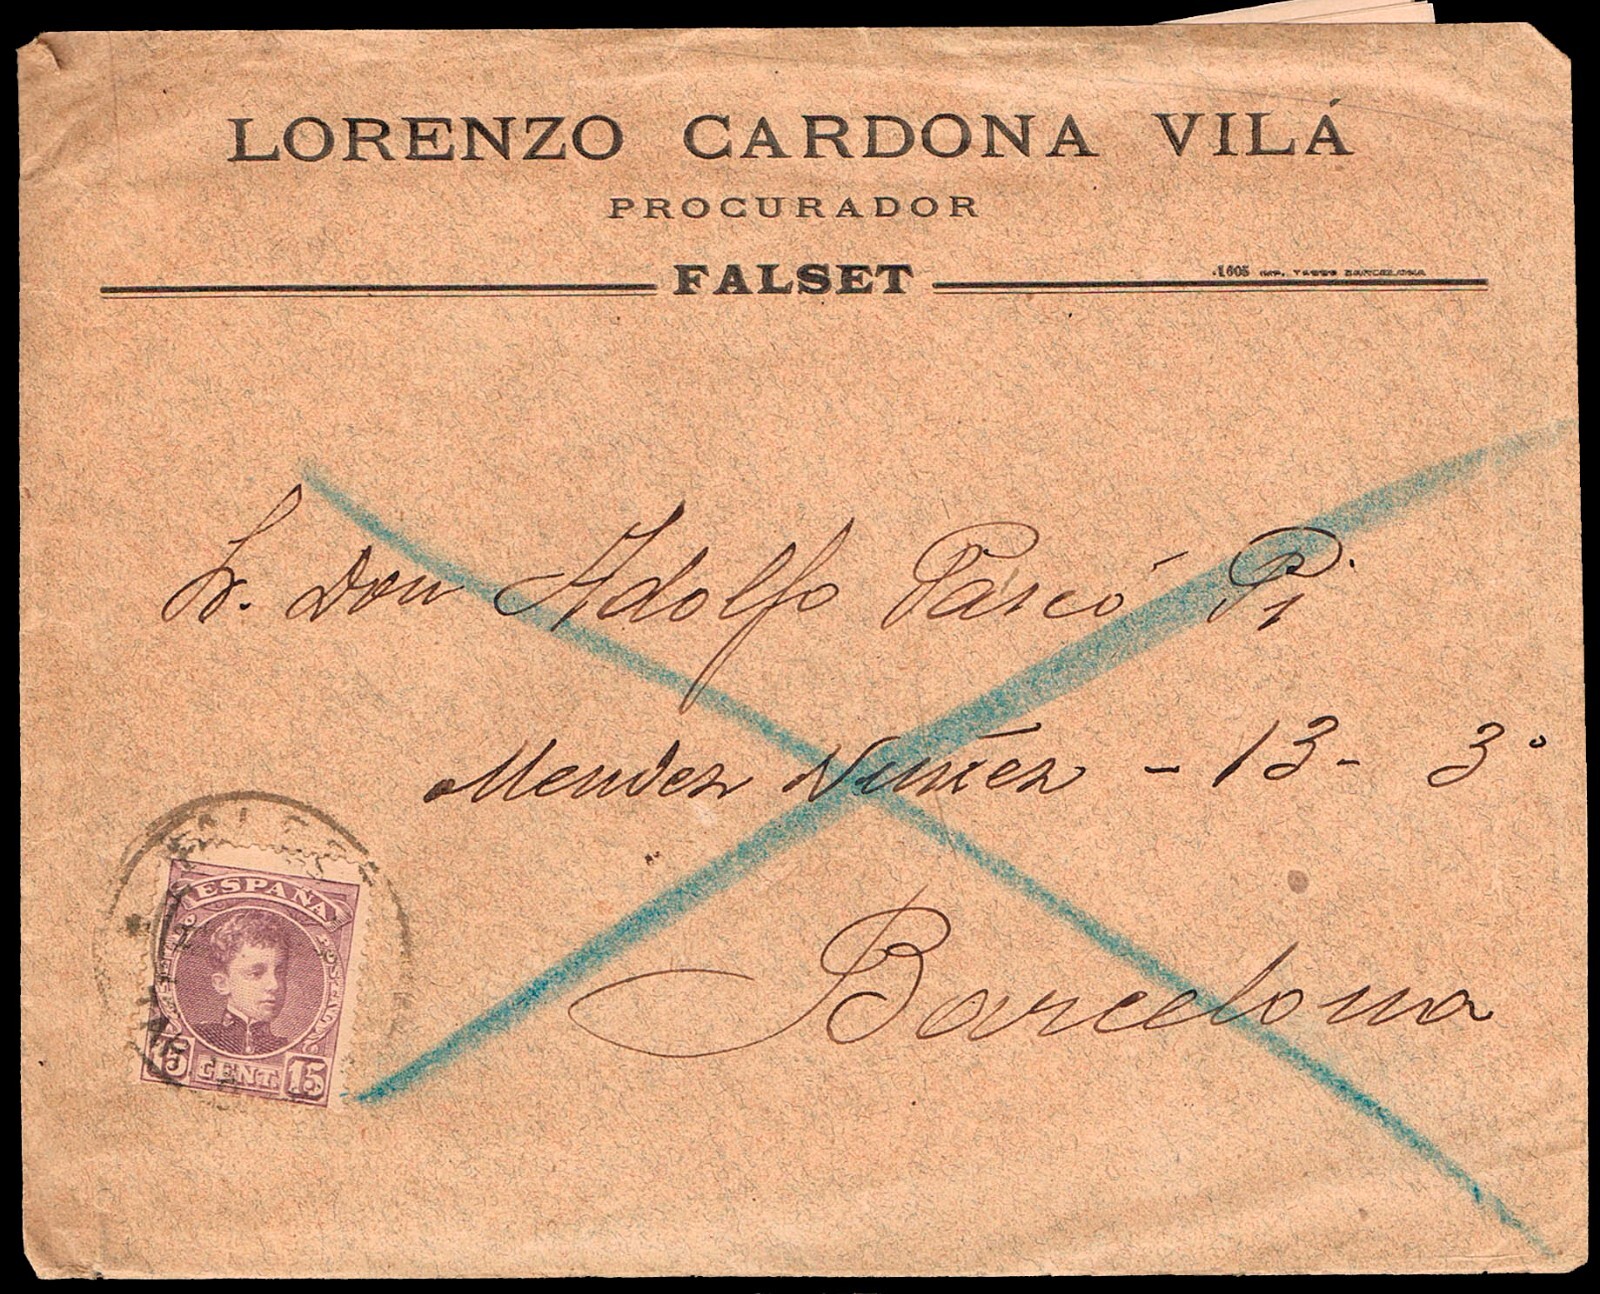 LORENZO CARDONA VILÁ
PROCURADOR
FALSET
Sr. Don Adolfo Pascó Pi
Mendez Nuñez - 13 - 3º
Barcelona
ESPAÑA
15 CENT. 15